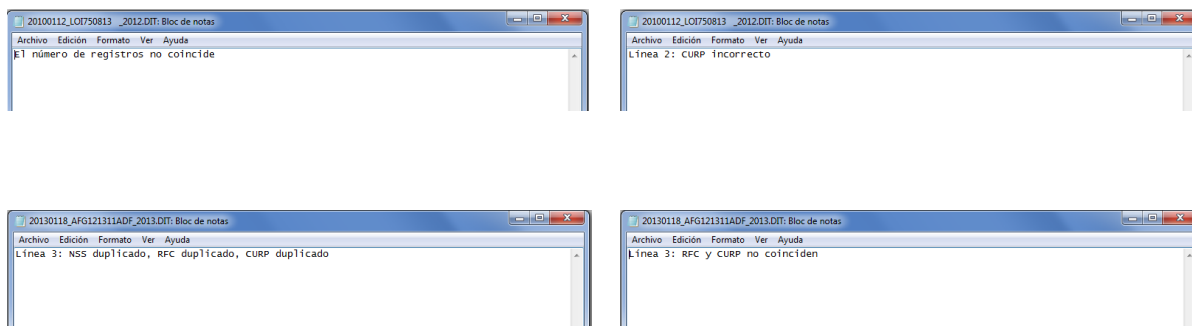 20100112_LOI750813 _2012.DIT: Bloc de notas
Archivo Edición Formato Ver Ayuda
El número de registros no coincide
20100112_LOI750813 _2012.DIT: Bloc de notas
Archivo Edición Formato Ver Ayuda
Línea 2: CURP incorrecto
20130118_AFG121311ADF_2013.DIT: Bloc de notas
Archivo Edición Formato Ver Ayuda
Línea 3: NSS duplicado, RFC duplicado, CURP duplicado
20130118_AFG121311ADF_2013.DIT: Bloc de notas
Archivo Edición Formato Ver Ayuda
Línea 3: RFC y CURP no coinciden